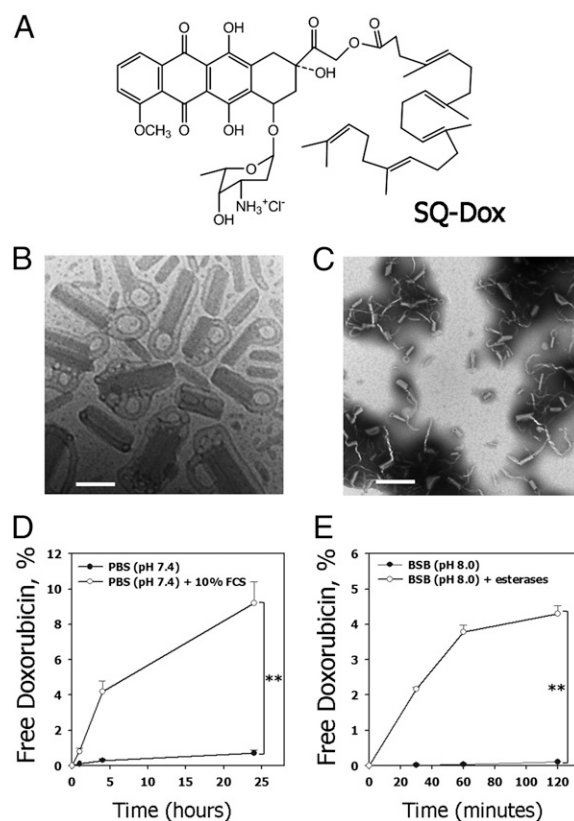 A
O
OH
O
O
O
OH
O
OCH₃
O
OH
O
O
NH₃⁺Cl⁻
OH
SQ-Dox
B
C
D
PBS (pH 7.4)
PBS (pH 7.4) + 10% FCS
Free Doxorubicin, %
12
10
8
6
4
2
0
**
0 5 10 15 20 25
Time (hours)
E
BSB (pH 8.0)
BSB (pH 8.0) + esterases
Free Doxorubicin, %
6
5
4
3
2
1
0
**
0 20 40 60 80 100 120
Time (minutes)